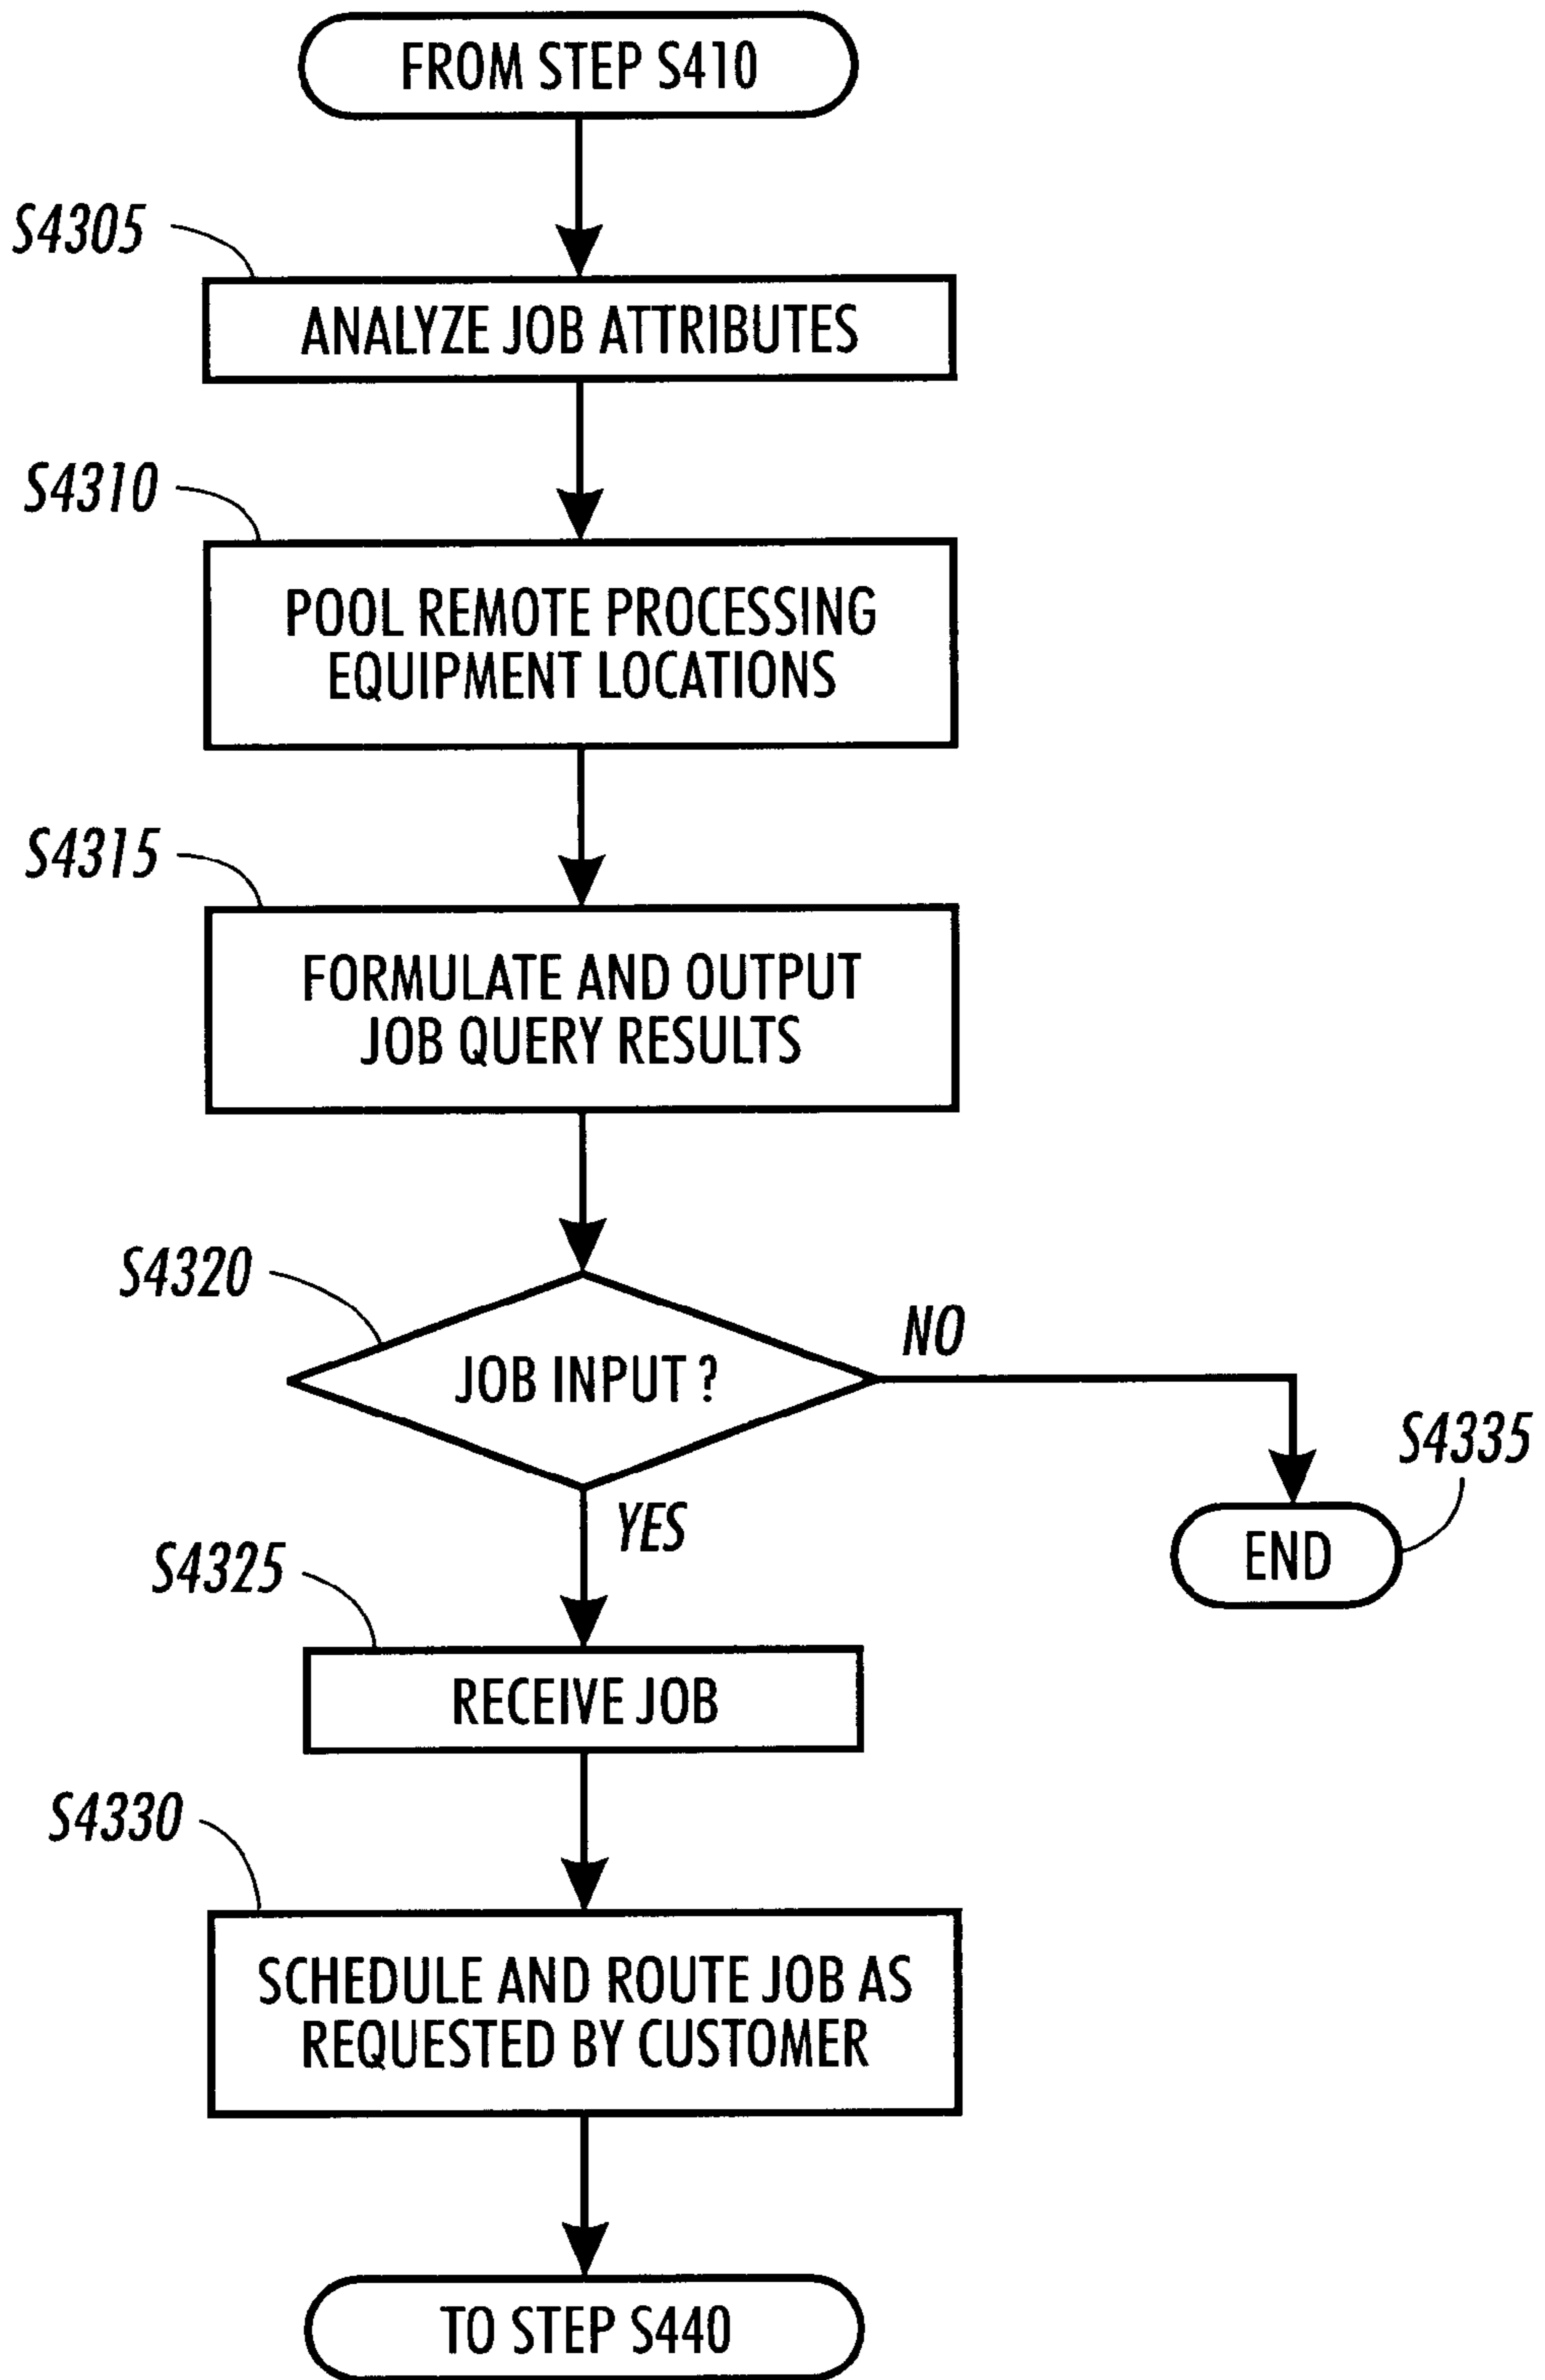 FROM STEP S410
S4305
ANALYZE JOB ATTRIBUTES
S4310
POOL REMOTE PROCESSING
EQUIPMENT LOCATIONS
S4315
FORMULATE AND OUTPUT
JOB QUERY RESULTS
S4320
JOB INPUT ?
NO
S4335
END
YES
S4325
RECEIVE JOB
S4330
SCHEDULE AND ROUTE JOB AS
REQUESTED BY CUSTOMER
TO STEP S440